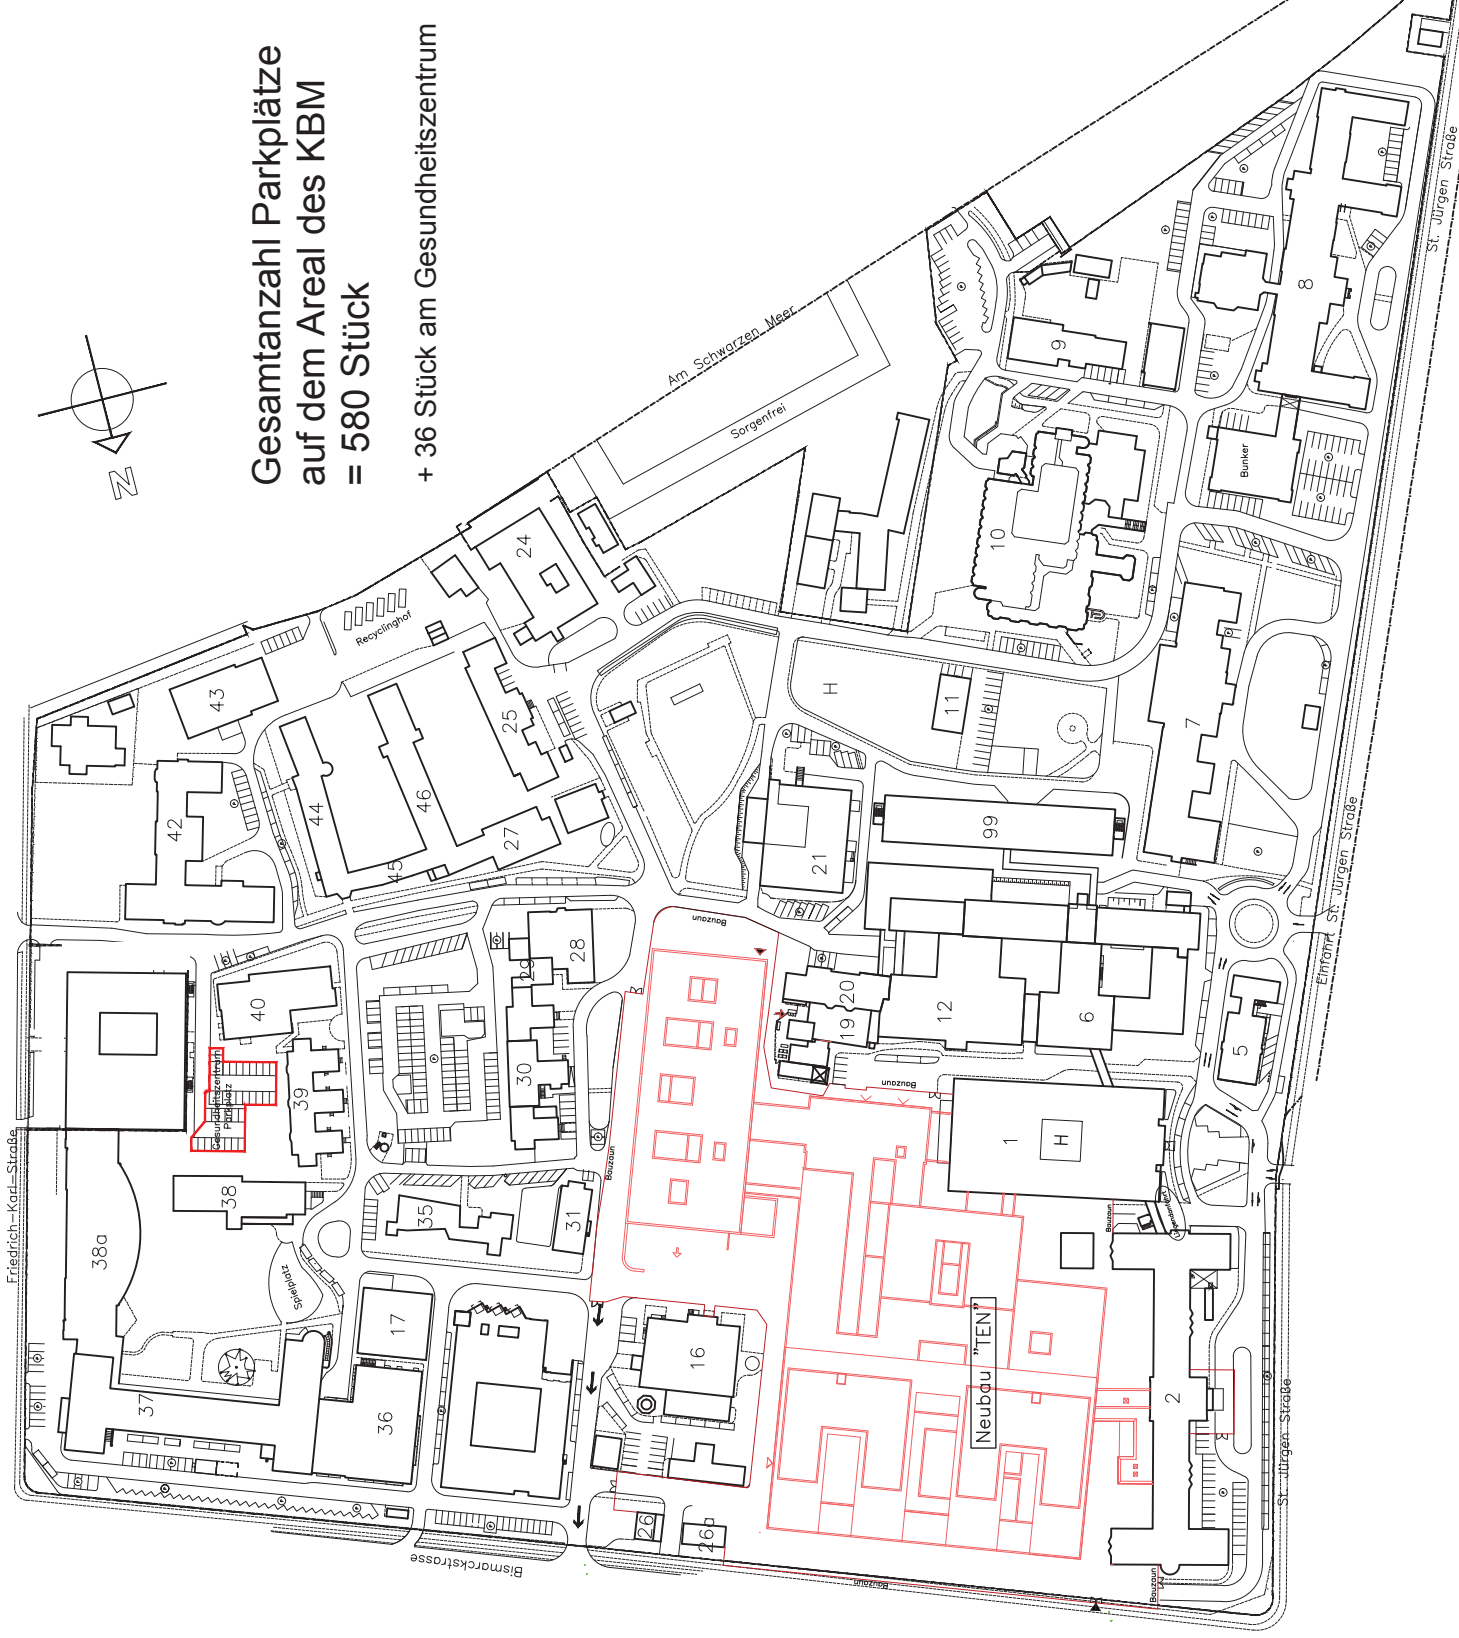 Gesamtanzahl Parkplätze
auf dem Areal des KBM
= 580 Stück
+ 36 Stück am Gesundheitszentrum
N
Am Schwarzen Meer
Sorgenfrei
St. Jürgen Straße
Einfahrt St. Jürgen Straße
St. Jürgen Straße
Friedrich–Karl–Straße
Bismarckstrasse
Recyclinghof
Gesundheitszentrum
Parkplatz
Spielplatz
Bunker
Neubau "TEN"
Bauzaun
Bauzaun
Bauzaun
Bauzaun
Bauzaun
Bauzaun
H
H
1
2
5
6
7
8
9
10
11
12
16
17
19
20
21
24
25
26
26a
27
28
29
30
31
35
36
37
38
38a
39
40
42
43
44
45
46
99